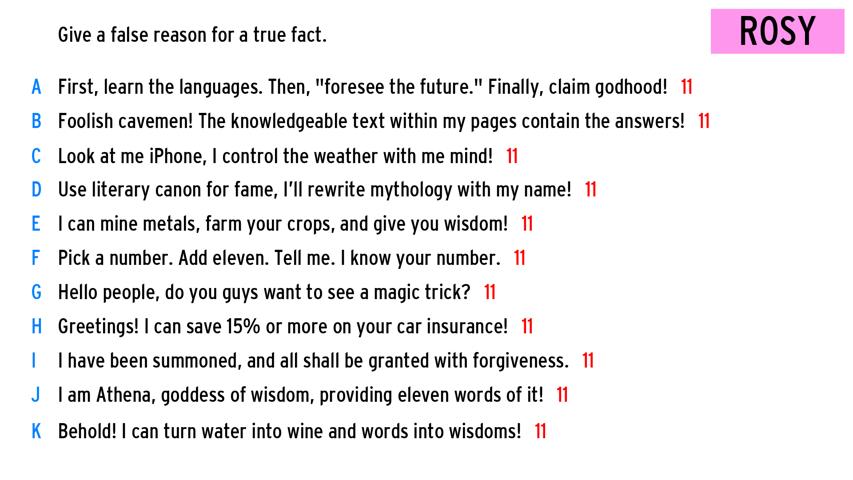 Give a false reason for a true fact.
ROSY
A First, learn the languages. Then, "foresee the future." Finally, claim godhood! 11
B Foolish cavemen! The knowledgeable text within my pages contain the answers! 11
C Look at me iPhone, I control the weather with me mind! 11
D Use literary canon for fame, I'll rewrite mythology with my name! 11
E I can mine metals, farm your crops, and give you wisdom! 11
F Pick a number. Add eleven. Tell me. I know your number. 11
G Hello people, do you guys want to see a magic trick? 11
H Greetings! I can save 15% or more on your car insurance! 11
I I have been summoned, and all shall be granted with forgiveness. 11
J I am Athena, goddess of wisdom, providing eleven words of it! 11
K Behold! I can turn water into wine and words into wisdoms! 11